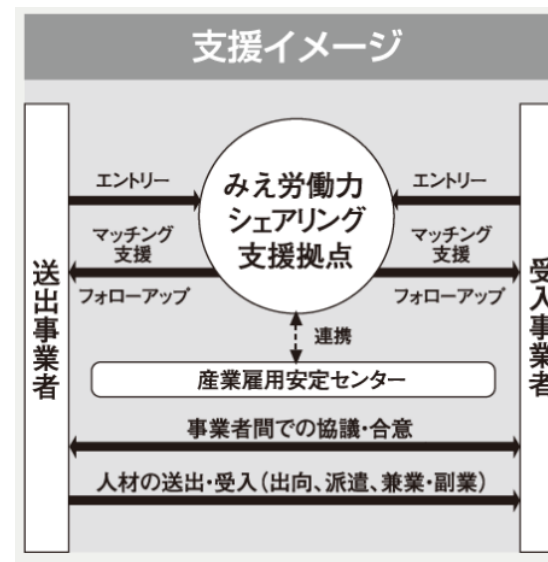 支援イメージ
送出事業者
エントリー
マッチング
支援
フォローアップ
みえ労働力
シェアリング
支援拠点
エントリー
マッチング
支援
フォローアップ
受入事業者
連携
産業雇用安定センター
事業者間での協議・合意
人材の送出・受入(出向、派遣、兼業・副業)